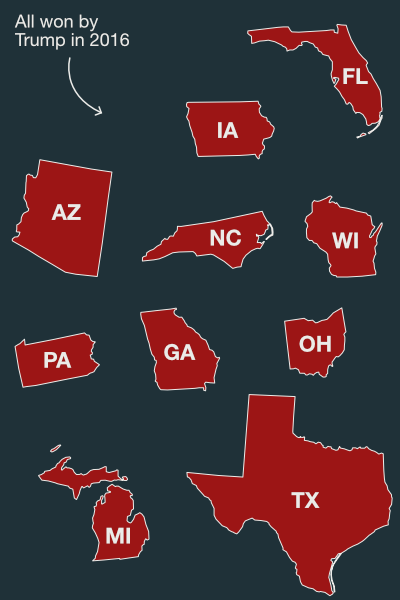 All won by
Trump in 2016
FL
IA
AZ
NC
WI
PA
GA
OH
TX
MI